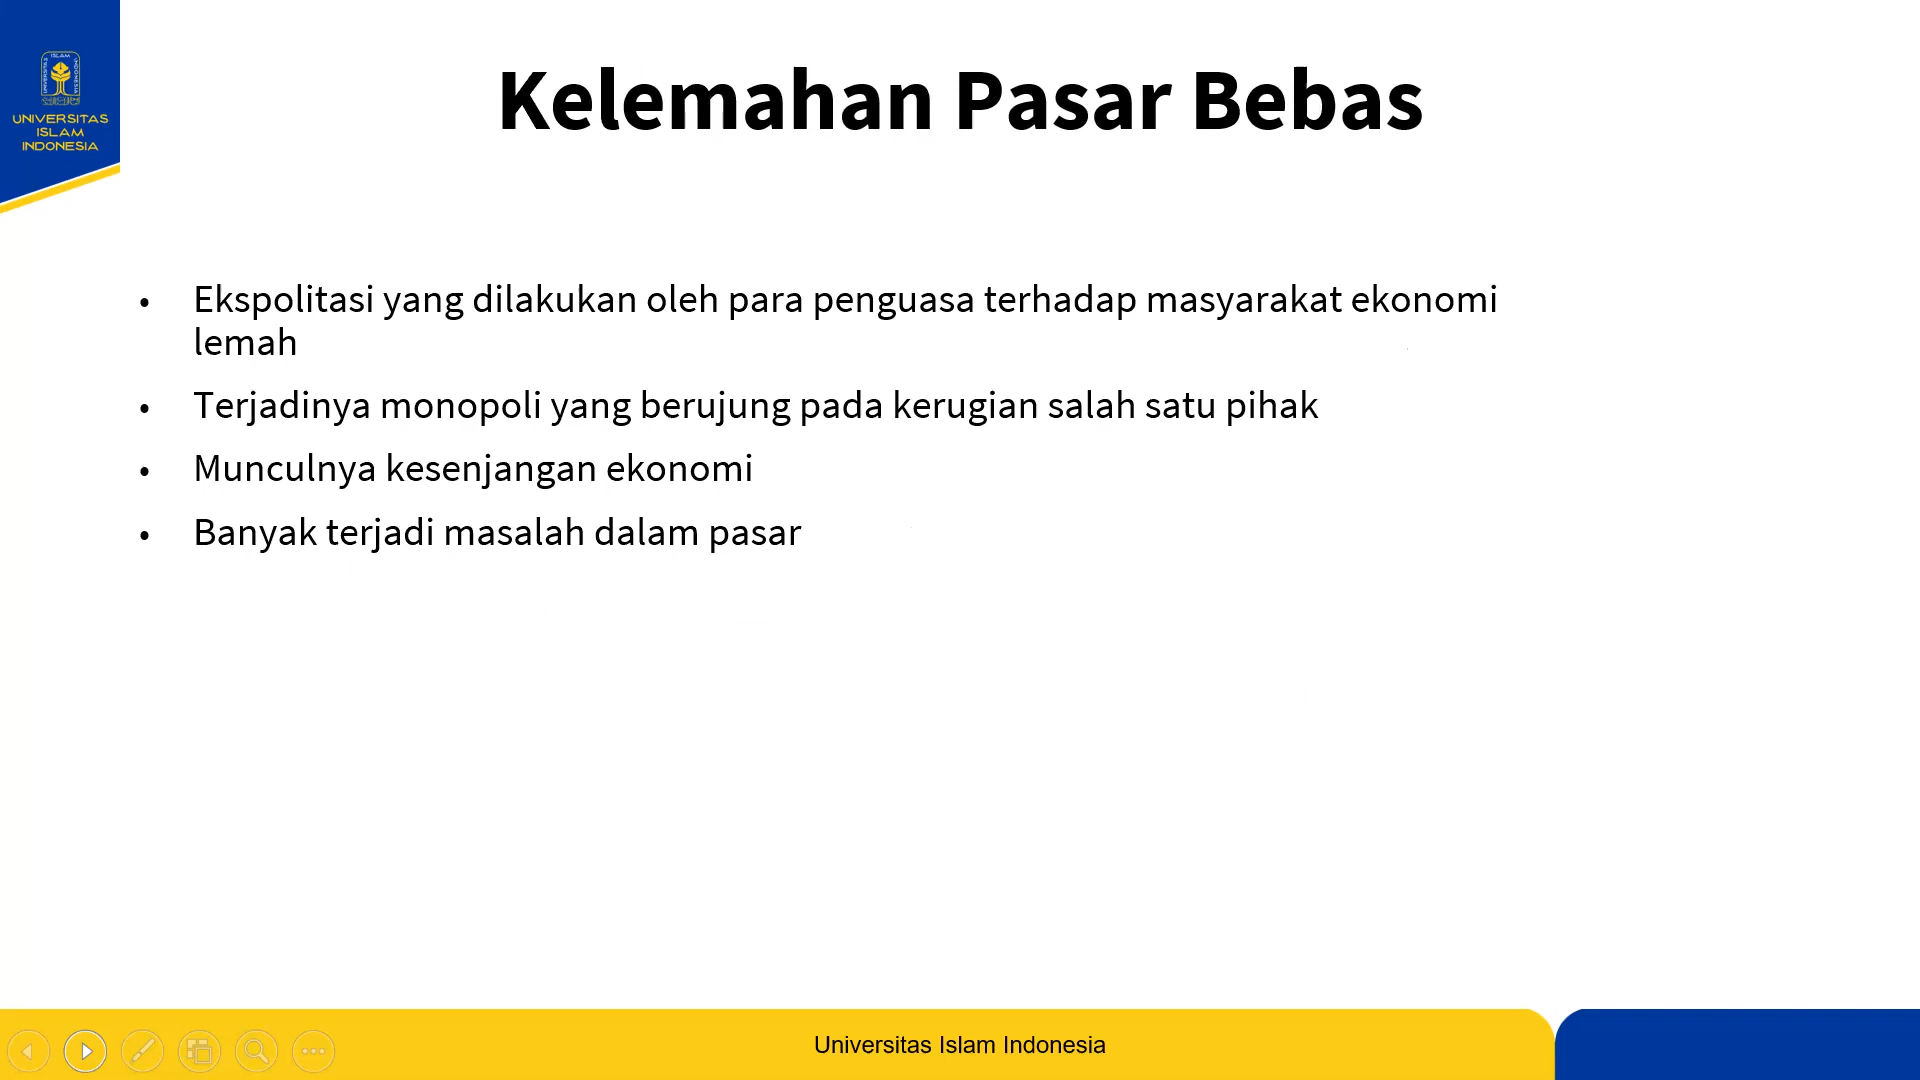 UNIVERSITAS
ISLAM
INDONESIA
Kelemahan Pasar Bebas
• Ekspolitasi yang dilakukan oleh para penguasa terhadap masyarakat ekonomi
lemah
• Terjadinya monopoli yang berujung pada kerugian salah satu pihak
• Munculnya kesenjangan ekonomi
• Banyak terjadi masalah dalam pasar
Universitas Islam Indonesia